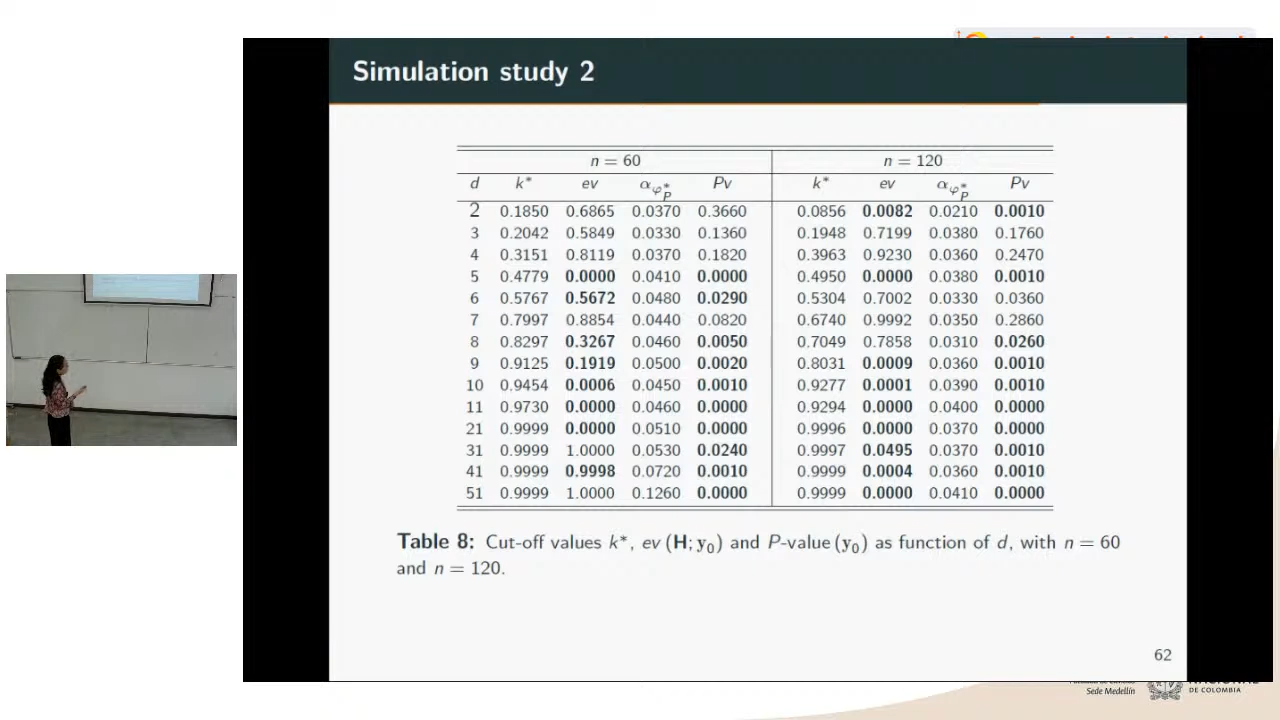 Simulation study 2
n = 60 n = 120
d k* ev α_φ*_P Pv k* ev α_φ*_P Pv
2 0.1850 0.6865 0.0370 0.3660 0.0856 0.0082 0.0210 0.0010
3 0.2042 0.5849 0.0330 0.1360 0.1948 0.7199 0.0380 0.1760
4 0.3151 0.8119 0.0370 0.1820 0.3963 0.9230 0.0360 0.2470
5 0.4779 0.0000 0.0410 0.0000 0.4950 0.0000 0.0380 0.0010
6 0.5767 0.5672 0.0480 0.0290 0.5304 0.7002 0.0330 0.0360
7 0.7997 0.8854 0.0440 0.0820 0.6740 0.9992 0.0350 0.2860
8 0.8297 0.3267 0.0460 0.0050 0.7049 0.7858 0.0310 0.0260
9 0.9125 0.1919 0.0500 0.0020 0.8031 0.0009 0.0360 0.0010
10 0.9454 0.0006 0.0450 0.0010 0.9277 0.0001 0.0390 0.0010
11 0.9730 0.0000 0.0460 0.0000 0.9294 0.0000 0.0400 0.0000
21 0.9999 0.0000 0.0510 0.0000 0.9996 0.0000 0.0370 0.0000
31 0.9999 1.0000 0.0530 0.0240 0.9997 0.0495 0.0370 0.0010
41 0.9999 0.9998 0.0720 0.0010 0.9999 0.0004 0.0360 0.0010
51 0.9999 1.0000 0.1260 0.0000 0.9999 0.0000 0.0410 0.0000
Table 8: Cut-off values k*, ev (H; y₀) and P-value (y₀) as function of d, with n = 60
and n = 120.
62
Sede Medellín
DE COLOMBIA